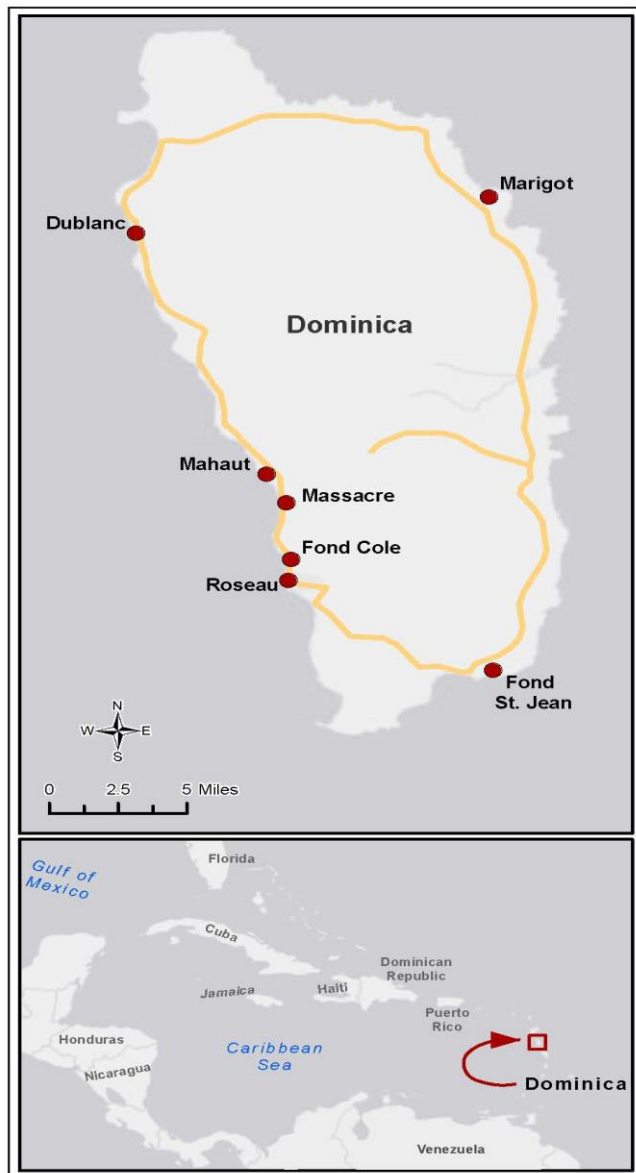 Marigot
Dublanc
Dominica
Mahaut
Massacre
Fond Cole
Roseau
Fond
St. Jean
N
W E
S
0 2.5 5 Miles
Florida
Gulf of
Mexico
Cuba
Dominican
Republic
Jamaica
Haiti
Puerto
Rico
Honduras
Caribbean
Sea
Nicaragua
Dominica
Venezuela